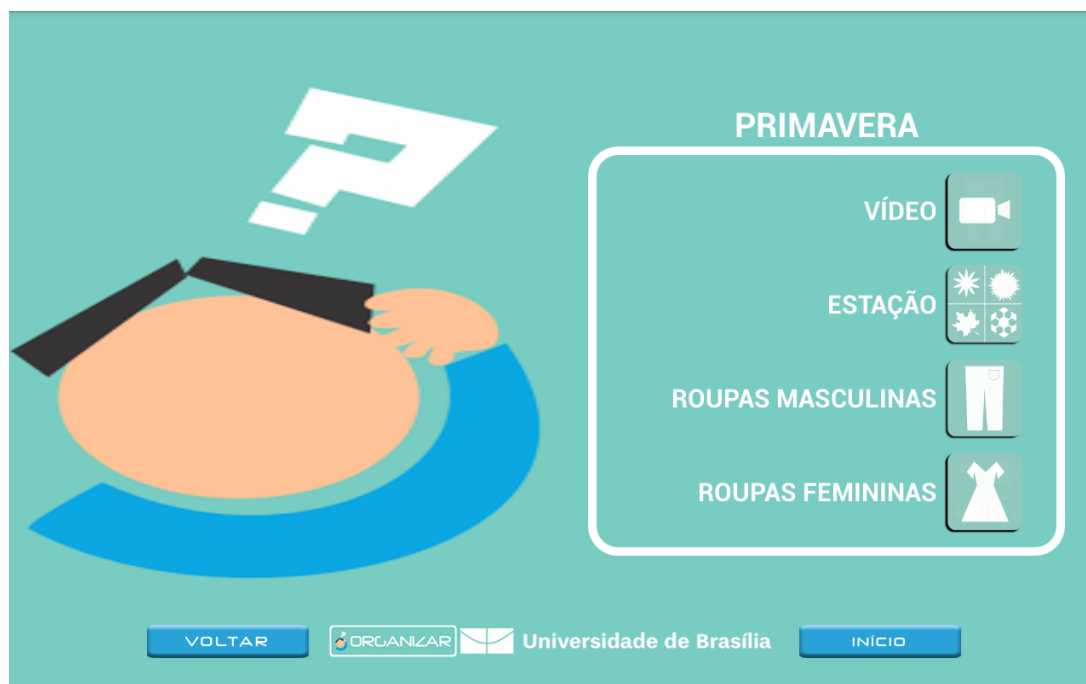 ?
PRIMAVERA
VÍDEO
ESTAÇÃO
ROUPAS MASCULINAS
ROUPAS FEMININAS
VOLTAR
ORGANIZAR
Universidade de Brasília
INÍCIO